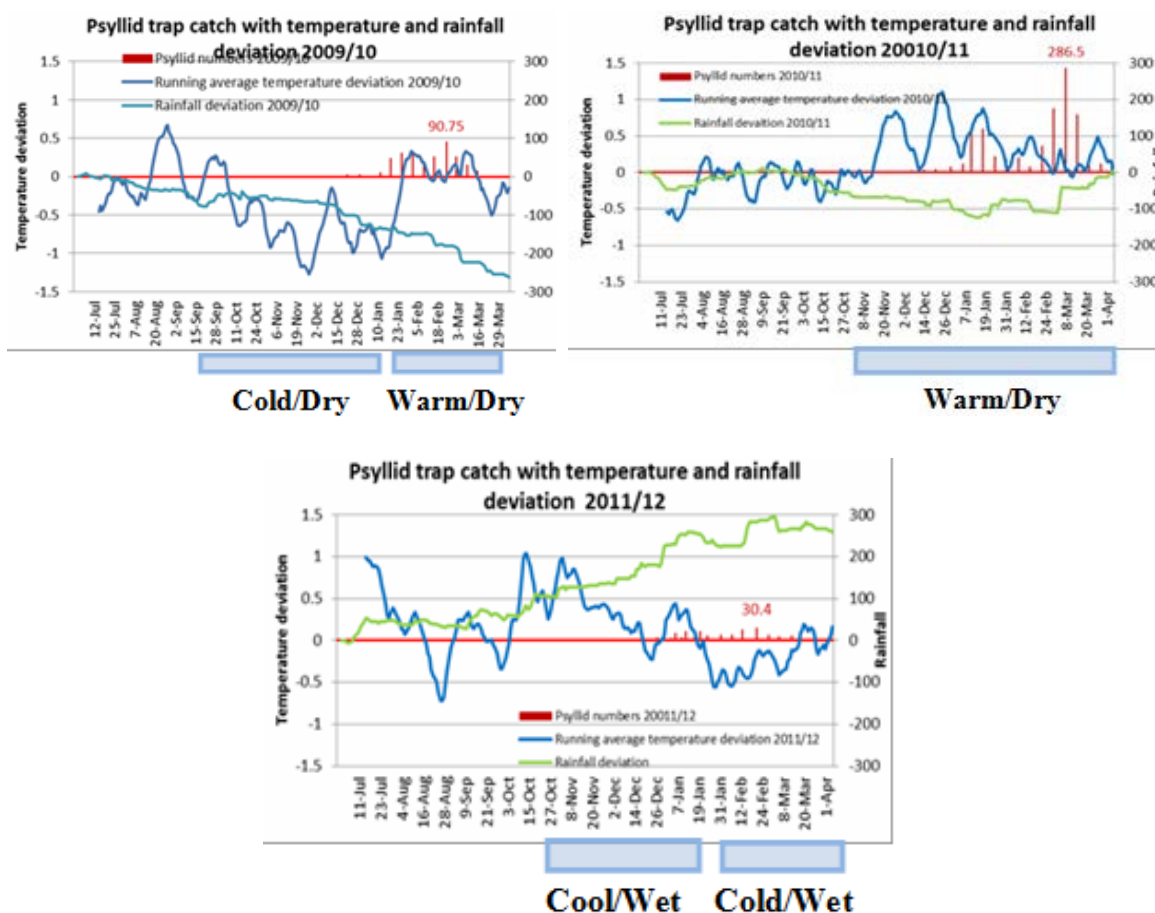 Psyllid trap catch with temperature and rainfall
deviation 2009/10
Psyllid numbers 2009/10
Running average temperature deviation 2009/10
Rainfall deviation 2009/10
90.75
Temperature deviation
1.5
1
0.5
0
-0.5
-1
-1.5
300
200
100
0
-100
-200
-300
12-Jul
25-Jul
7-Aug
20-Aug
2-Sep
15-Sep
28-Sep
11-Oct
24-Oct
6-Nov
19-Nov
2-Dec
15-Dec
28-Dec
10-Jan
23-Jan
5-Feb
18-Feb
3-Mar
16-Mar
29-Mar
Cold/Dry
Warm/Dry
Psyllid trap catch with temperature and rainfall
deviation 20010/11
286.5
Psyllid numbers 2010/11
Running average temperature deviation 2010/11
Rainfall devaition 2010/11
Temperature deviation
1.5
1
0.5
0
-0.5
-1
-1.5
300
200
100
0
-100
-200
-300
11-Jul
23-Jul
4-Aug
16-Aug
28-Aug
9-Sep
21-Sep
3-Oct
15-Oct
27-Oct
8-Nov
20-Nov
2-Dec
14-Dec
26-Dec
7-Jan
19-Jan
31-Jan
12-Feb
24-Feb
8-Mar
20-Mar
1-Apr
Warm/Dry
Psyllid trap catch with temperature and rainfall
deviation 2011/12
30.4
Psyllid numbers 20011/12
Running average temperature deviation 2011/12
Rainfall deviation
Temperature deviation
Rainfall
1.5
1
0.5
0
-0.5
-1
-1.5
300
200
100
0
-100
-200
-300
11-Jul
23-Jul
4-Aug
16-Aug
28-Aug
9-Sep
21-Sep
3-Oct
15-Oct
27-Oct
8-Nov
20-Nov
2-Dec
14-Dec
26-Dec
7-Jan
19-Jan
31-Jan
12-Feb
24-Feb
8-Mar
20-Mar
1-Apr
Cool/Wet
Cold/Wet